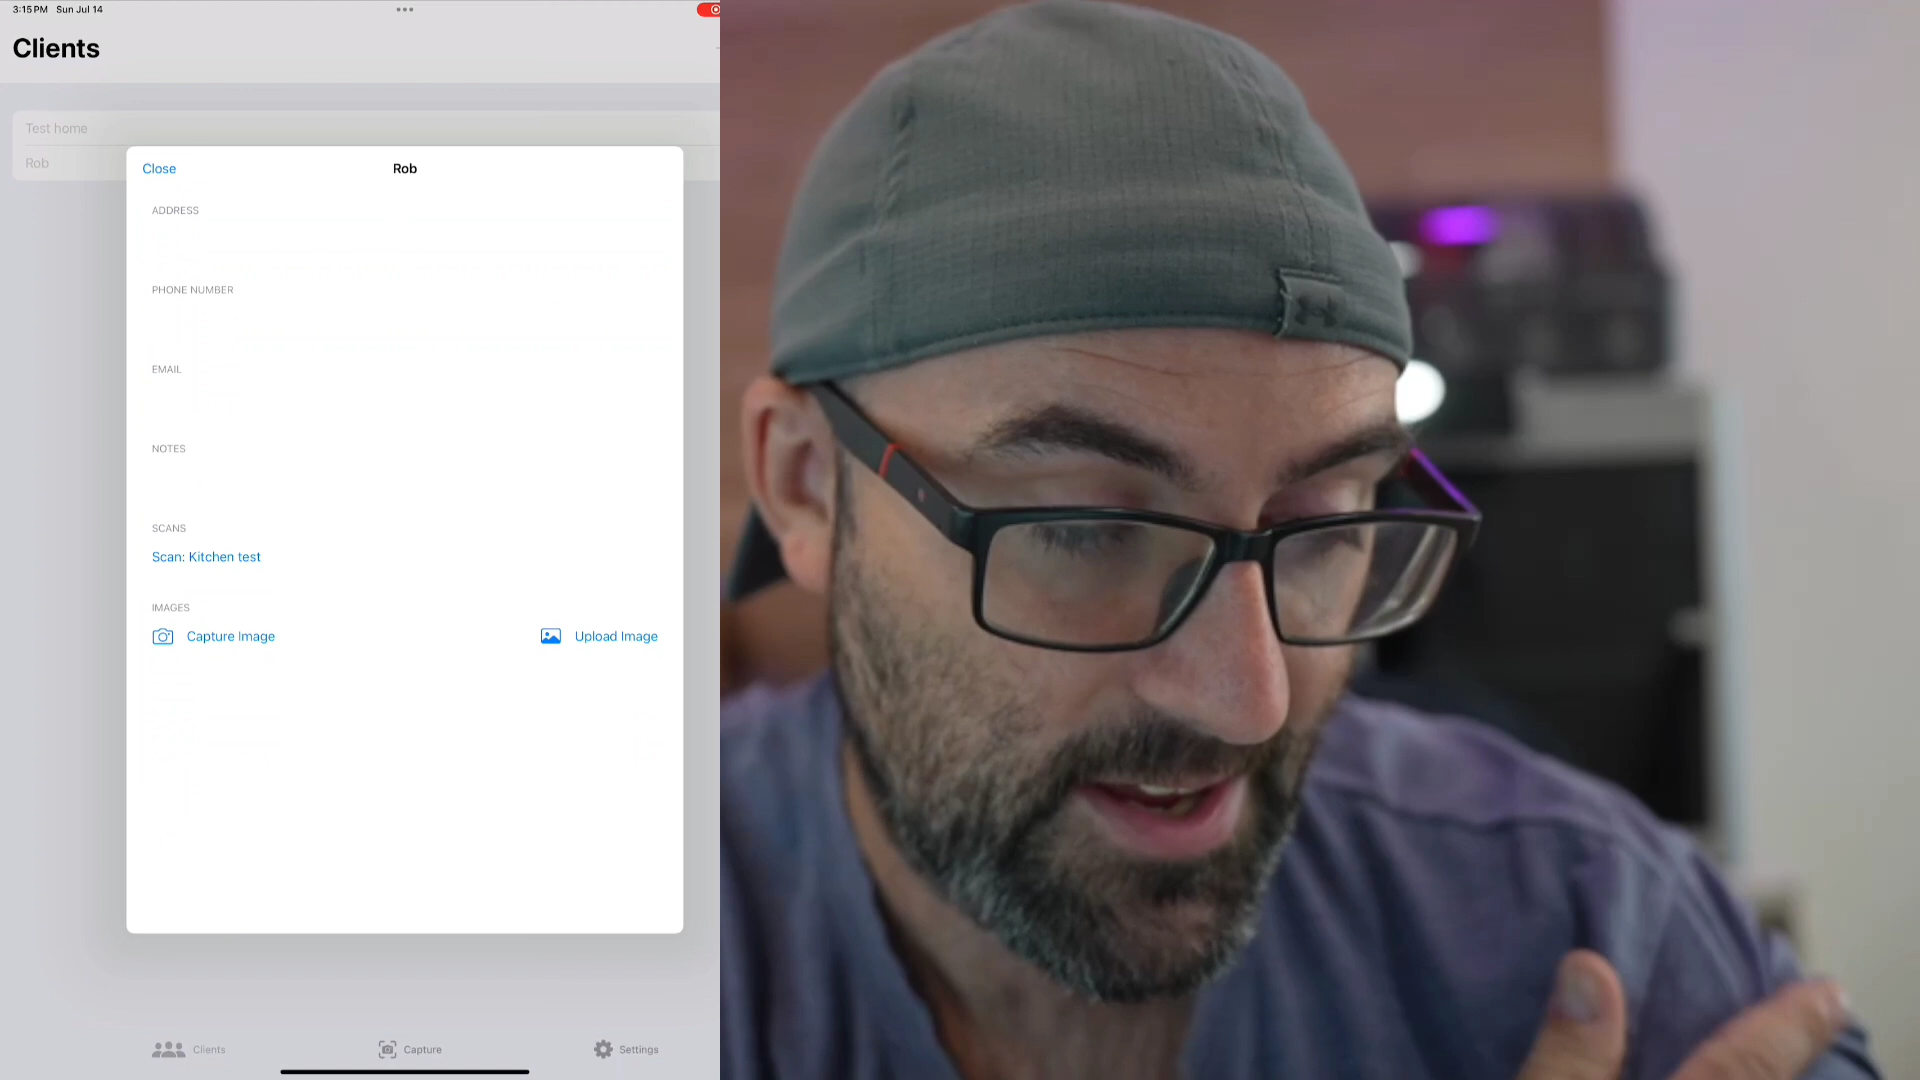 3:15 PM Sun Jul 14
Clients
Test home
Rob
Close
Rob
ADDRESS
PHONE NUMBER
EMAIL
NOTES
SCANS
Scan: Kitchen test
IMAGES
Capture Image
Upload Image
Clients
Capture
Settings